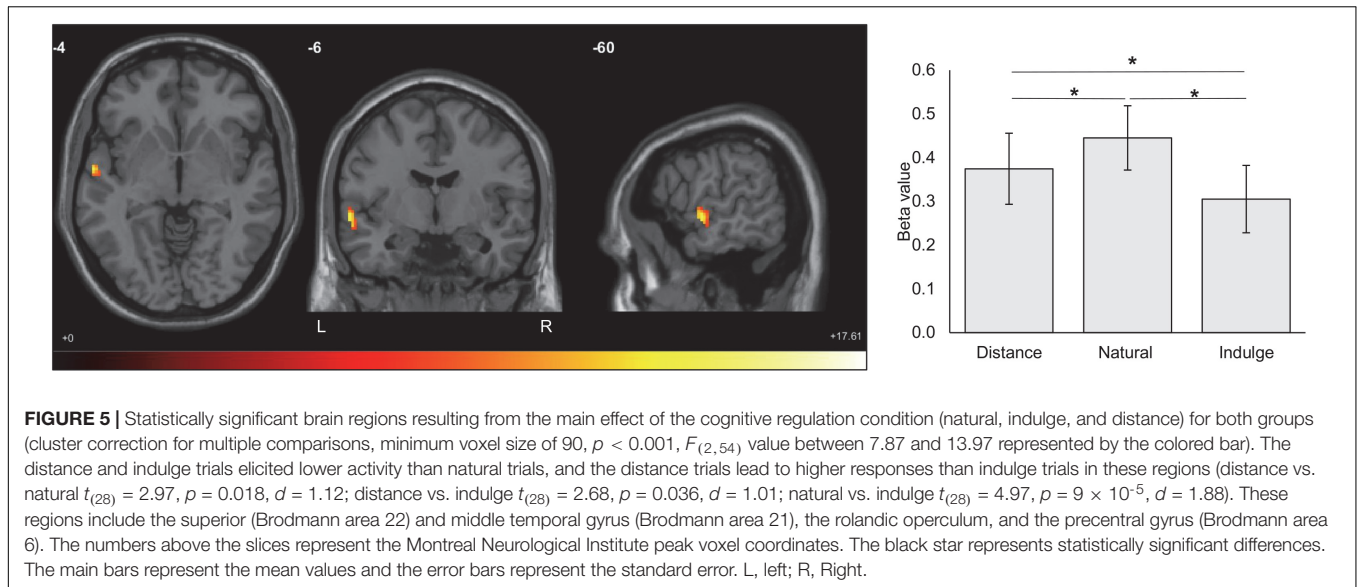 -4
-6
-60
L
R
+0
+17.61
0.6
0.5
0.4
0.3
0.2
0.1
0.0
Beta value
*
*
*
Distance
Natural
Indulge
FIGURE 5 | Statistically significant brain regions resulting from the main effect of the cognitive regulation condition (natural, indulge, and distance) for both groups
(cluster correction for multiple comparisons, minimum voxel size of 90, p < 0.001, F(2,54) value between 7.87 and 13.97 represented by the colored bar). The
distance and indulge trials elicited lower activity than natural trials, and the distance trials lead to higher responses than indulge trials in these regions (distance vs.
natural t(28) = 2.97, p = 0.018, d = 1.12; distance vs. indulge t(28) = 2.68, p = 0.036, d = 1.01; natural vs. indulge t(28) = 4.97, p = 9 × 10-5, d = 1.88). These
regions include the superior (Brodmann area 22) and middle temporal gyrus (Brodmann area 21), the rolandic operculum, and the precentral gyrus (Brodmann area
6). The numbers above the slices represent the Montreal Neurological Institute peak voxel coordinates. The black star represents statistically significant differences.
The main bars represent the mean values and the error bars represent the standard error. L, left; R, Right.